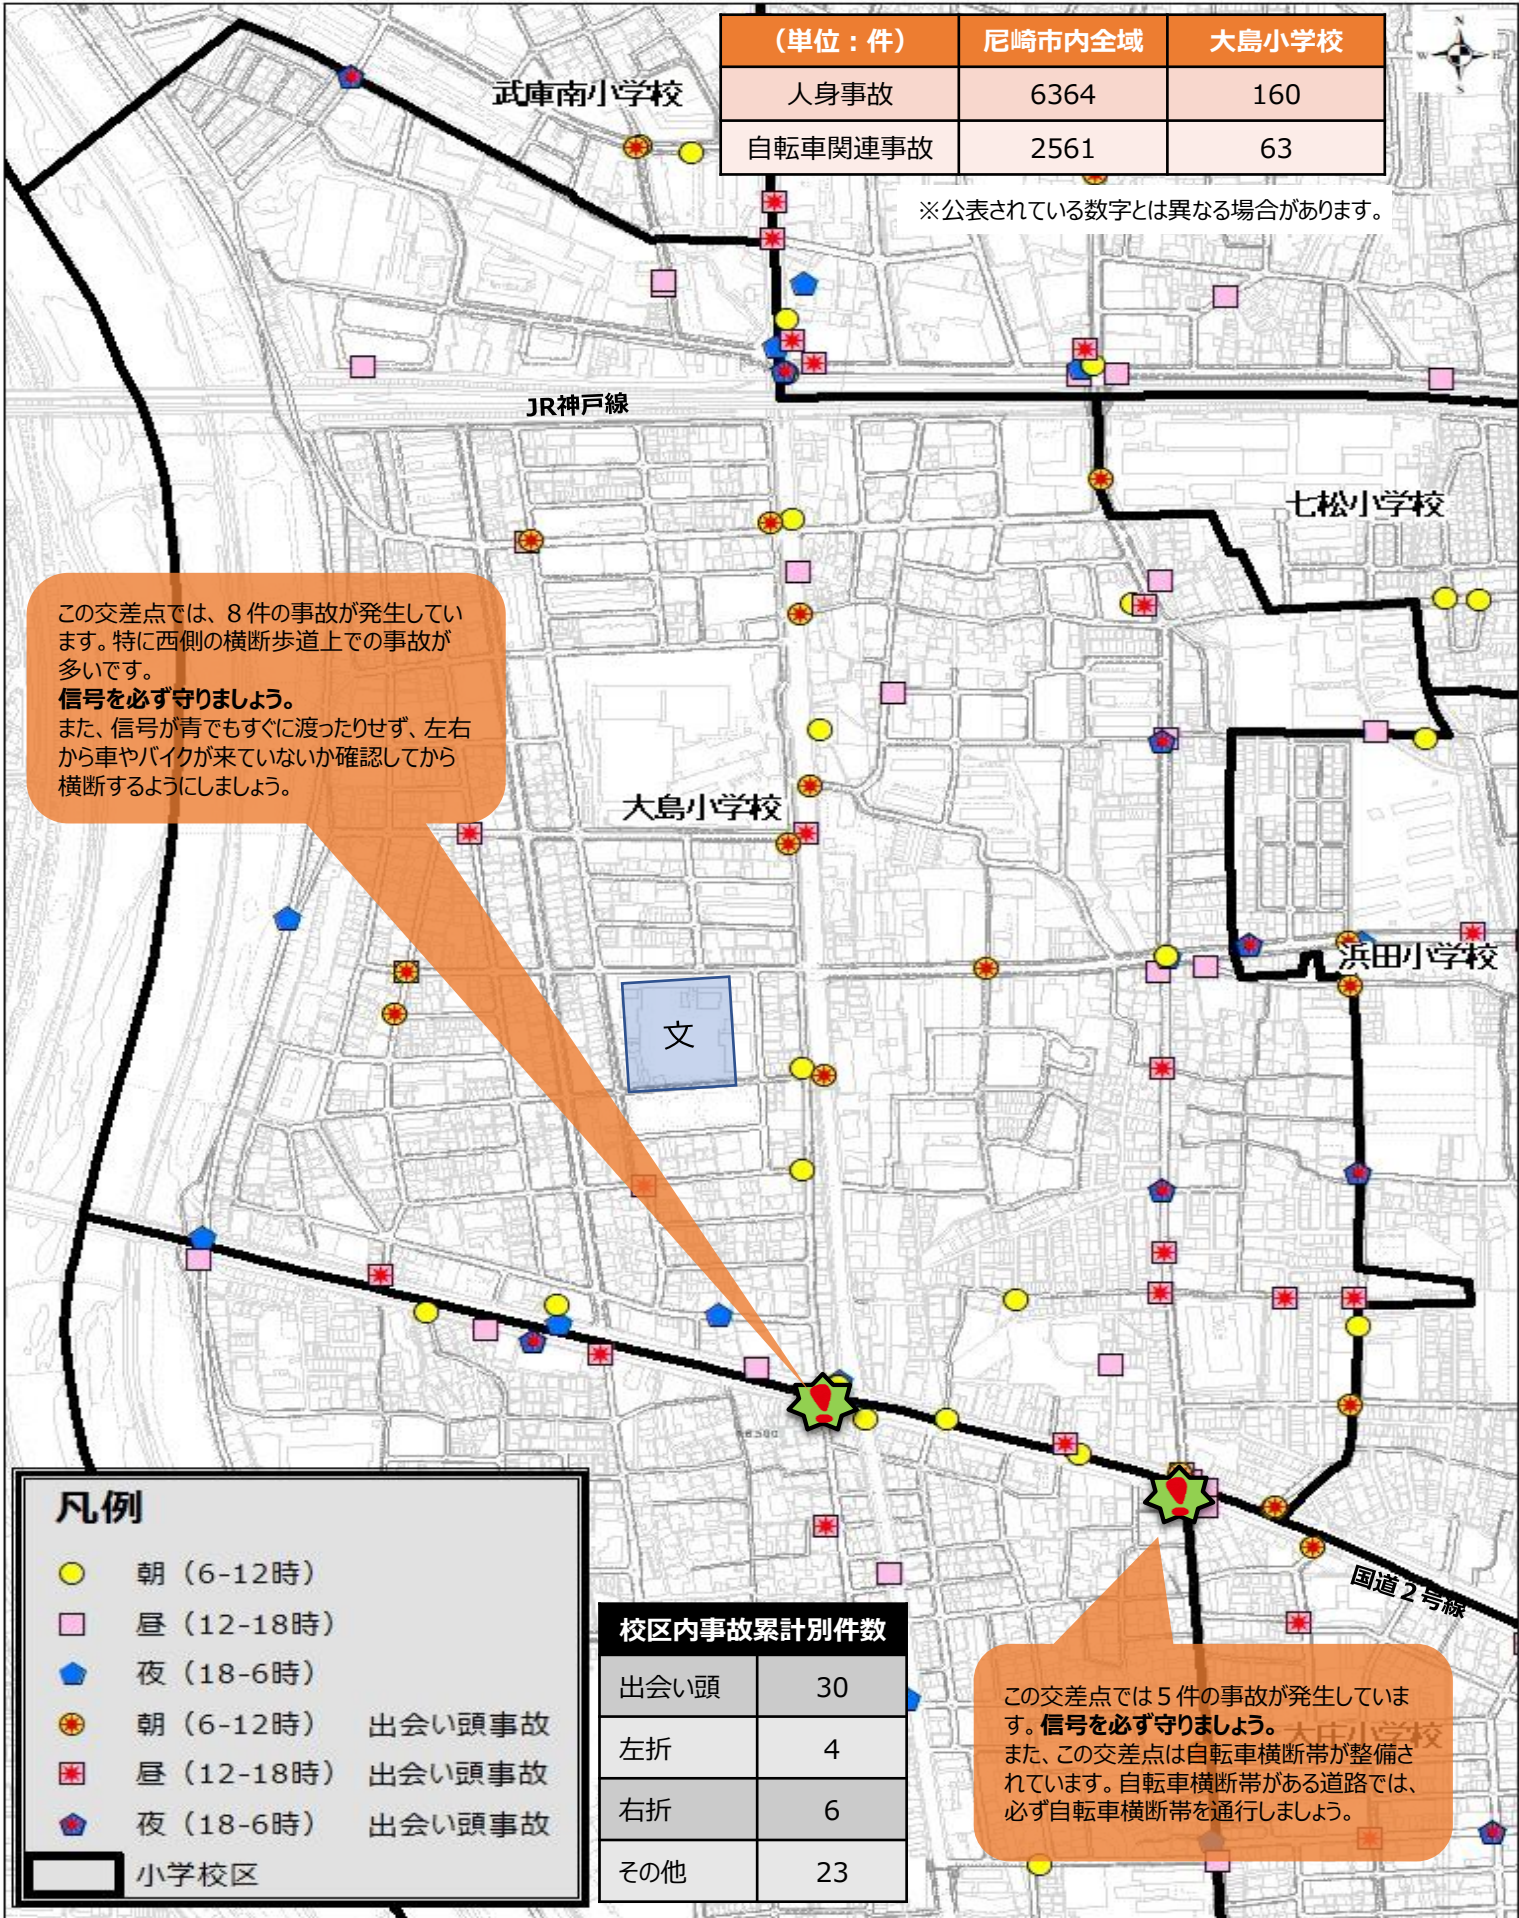 （単位：件） 尼崎市内全域 大島小学校
人身事故 6364 160
自転車関連事故 2561 63
※公表されている数字とは異なる場合があります。
N
W E
S
武庫南小学校
JR神戸線
七松小学校
この交差点では、８件の事故が発生してい
ます。特に西側の横断歩道上での事故が
多いです。
信号を必ず守りましょう。
また、信号が青でもすぐに渡ったりせず、左右
から車やバイクが来ていないか確認してから
横断するようにしましょう。
大島小学校
浜田小学校
文
国道２号線
凡例
朝（6-12時）
昼（12-18時）
夜（18-6時）
朝（6-12時） 出会い頭事故
昼（12-18時） 出会い頭事故
夜（18-6時） 出会い頭事故
小学校区
校区内事故累計別件数
出会い頭 30
左折 4
右折 6
その他 23
この交差点では５件の事故が発生していま
す。信号を必ず守りましょう。
また、この交差点は自転車横断帯が整備さ
れています。自転車横断帯がある道路では、
必ず自転車横断帯を通行しましょう。
大庄小学校